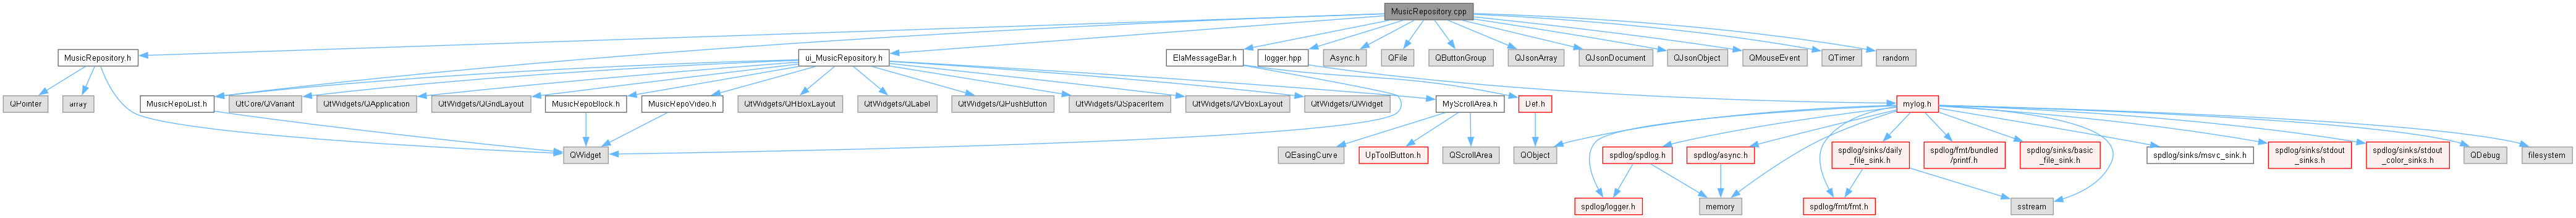 MusicRepository.cpp
MusicRepository.h
ui_MusicRepository.h
ElaMessageBar.h
logger.hpp
Async.h
QFile
QButtonGroup
QJsonArray
QJsonDocument
QJsonObject
QMouseEvent
QTimer
random
QPointer
array
MusicRepoList.h
QtCore/QVariant
QtWidgets/QApplication
QtWidgets/QGridLayout
MusicRepoBlock.h
MusicRepoVideo.h
QtWidgets/QHBoxLayout
QtWidgets/QLabel
QtWidgets/QPushButton
QtWidgets/QSpacerItem
QtWidgets/QVBoxLayout
QtWidgets/QWidget
MyScrollArea.h
Def.h
mylog.h
QWidget
QEasingCurve
UpToolButton.h
QScrollArea
QObject
spdlog/spdlog.h
spdlog/async.h
spdlog/sinks/daily
_file_sink.h
spdlog/fmt/bundled
/printf.h
spdlog/sinks/basic
_file_sink.h
spdlog/sinks/msvc_sink.h
spdlog/sinks/stdout
_sinks.h
spdlog/sinks/stdout
_color_sinks.h
QDebug
filesystem
spdlog/logger.h
memory
spdlog/fmt/fmt.h
sstream